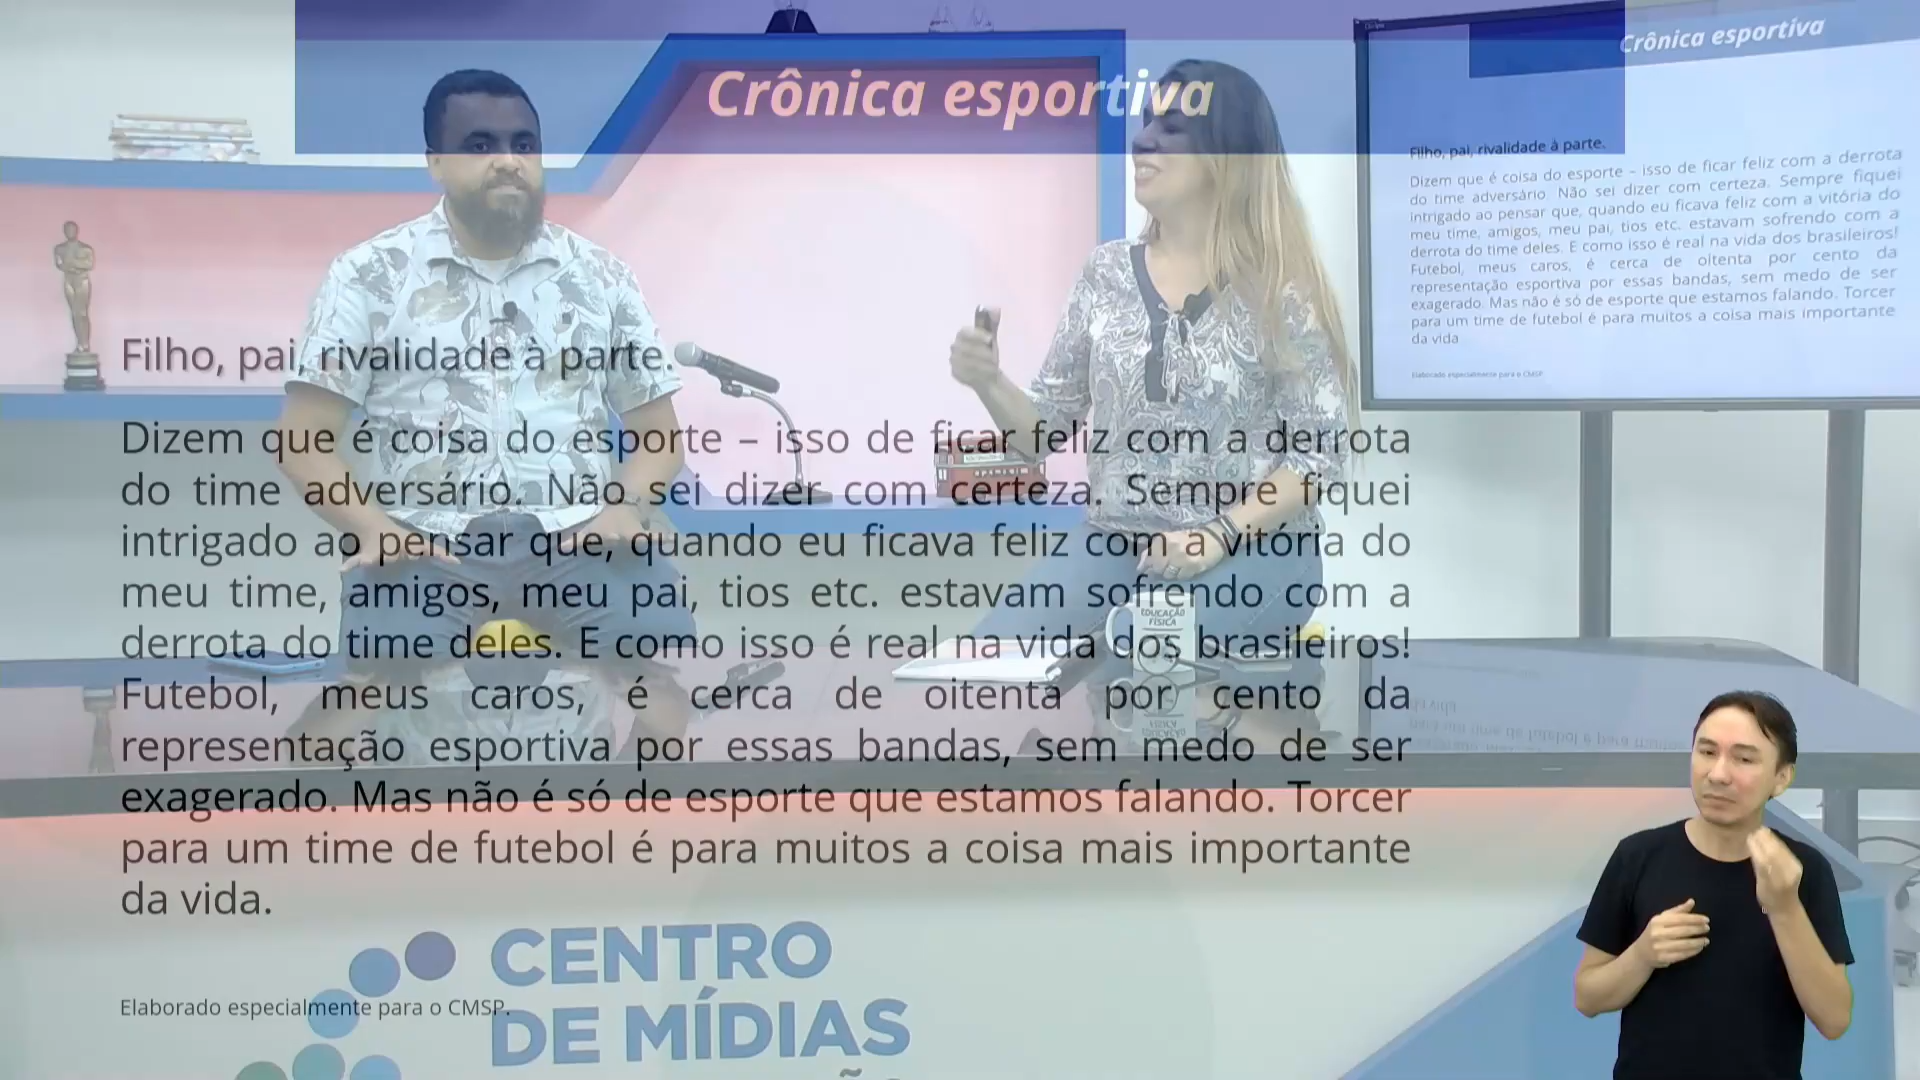 Crônica esportiva
Filho, pai, rivalidade à parte.
Dizem que é coisa do esporte – isso de ficar feliz com a derrota
do time adversário. Não sei dizer com certeza. Sempre fiquei
intrigado ao pensar que, quando eu ficava feliz com a vitória do
meu time, amigos, meu pai, tios etc. estavam sofrendo com a
derrota do time deles. E como isso é real na vida dos brasileiros!
Futebol, meus caros, é cerca de oitenta por cento da
representação esportiva por essas bandas, sem medo de ser
exagerado. Mas não é só de esporte que estamos falando. Torcer
para um time de futebol é para muitos a coisa mais importante
da vida.
Elaborado especialmente para o CMSP.
Crônica esportiva
Filho, pai, rivalidade à parte.
Dizem que é coisa do esporte – isso de ficar feliz com a derrota
do time adversário. Não sei dizer com certeza. Sempre fiquei
intrigado ao pensar que, quando eu ficava feliz com a vitória do
meu time, amigos, meu pai, tios etc. estavam sofrendo com a
derrota do time deles. E como isso é real na vida dos brasileiros!
Futebol, meus caros, é cerca de oitenta por cento da
representação esportiva por essas bandas, sem medo de ser
exagerado. Mas não é só de esporte que estamos falando. Torcer
para um time de futebol é para muitos a coisa mais importante
da vida
Elaborado especialmente para o CMSP
EDUCAÇÃO
FÍSICA
CENTRO
DE MÍDIAS